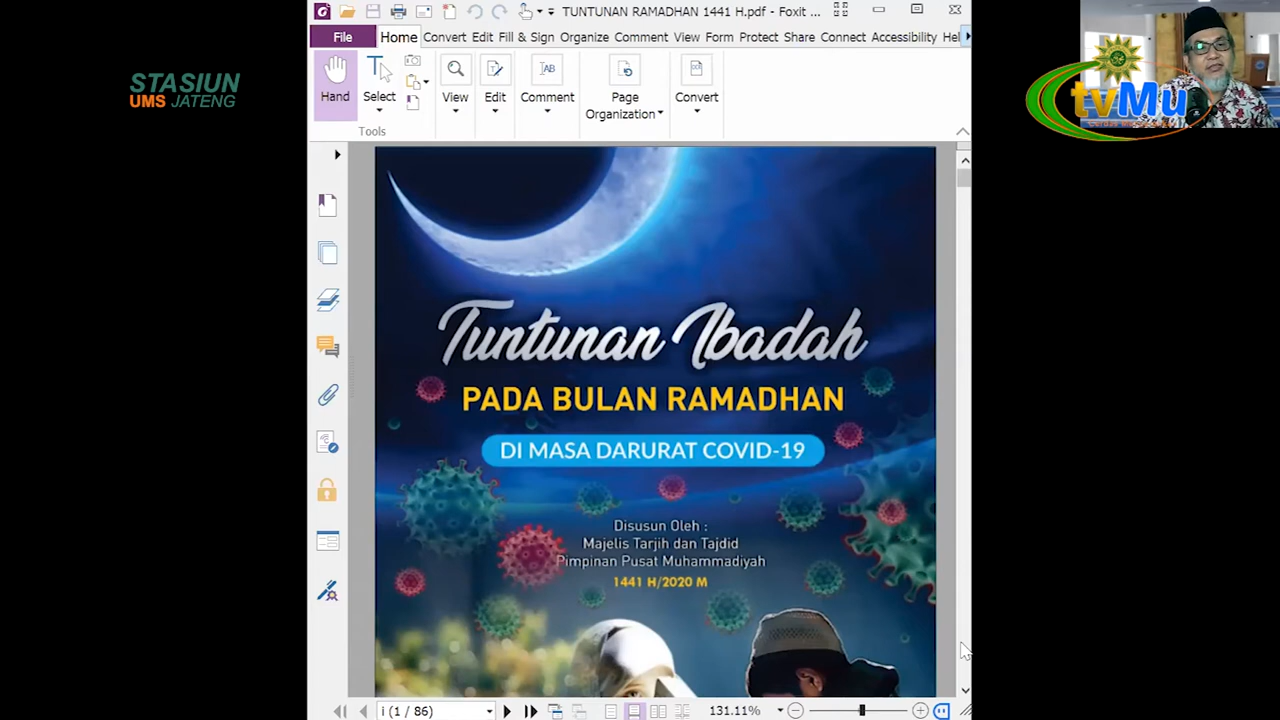 TUNTUNAN RAMADHAN 1441 H.pdf - Foxit ...
File Home Convert Edit Fill & Sign Organize Comment View Form Protect Share Connect Accessibility Hel
Hand
Select
View
Edit
Comment
Page
Organization
Convert
Tools
STASIUN
UMS JATENG
tvMu
Tuntunan Ibadah
PADA BULAN RAMADHAN
DI MASA DARURAT COVID-19
Disusun Oleh :
Majelis Tarjih dan Tajdid
Pimpinan Pusat Muhammadiyah
1441 H/2020 M
i (1 / 86)
131.11%